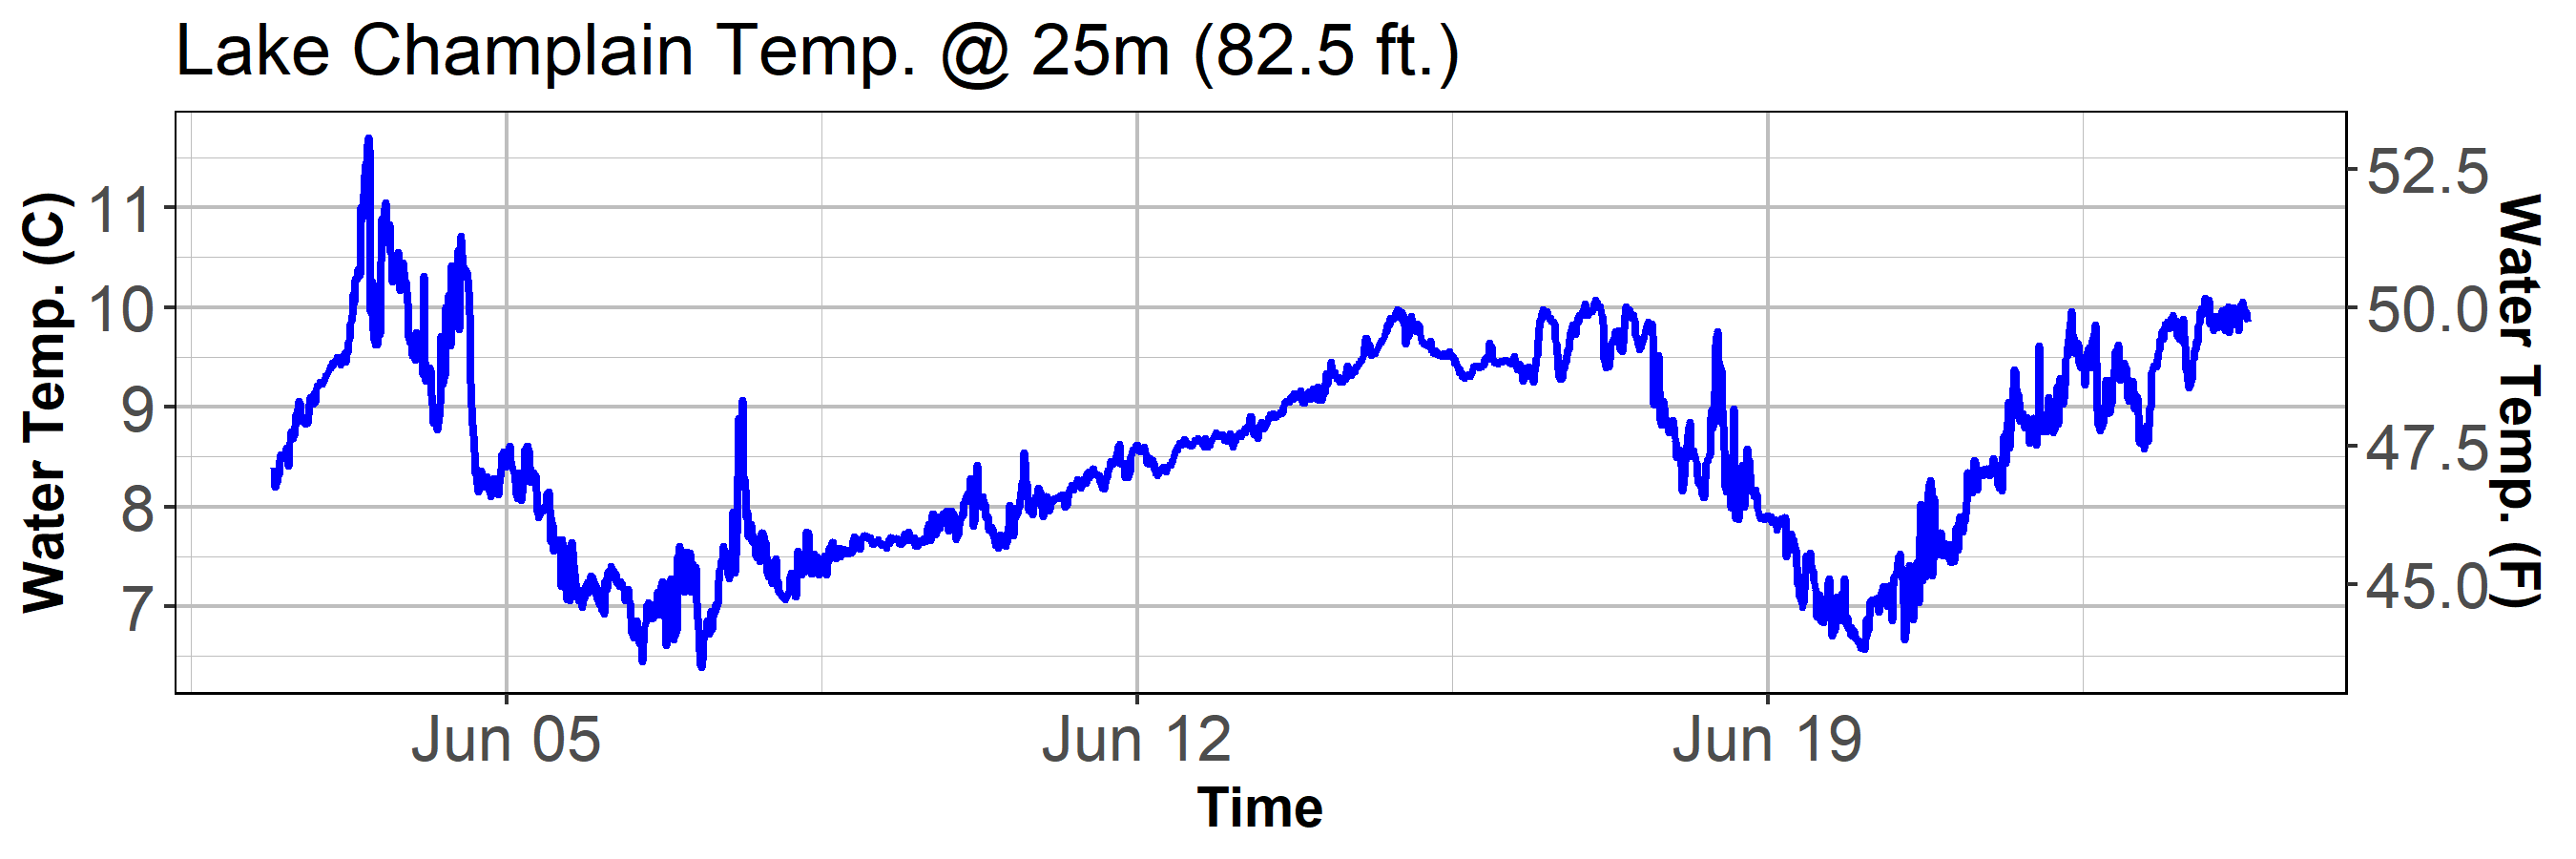 Lake Champlain Temp. @ 25m (82.5 ft.)
Water Temp. (C)
11
10
9
8
7
52.5
50.0
47.5
45.0
Water Temp. (F)
Jun 05 Jun 12 Jun 19
Time